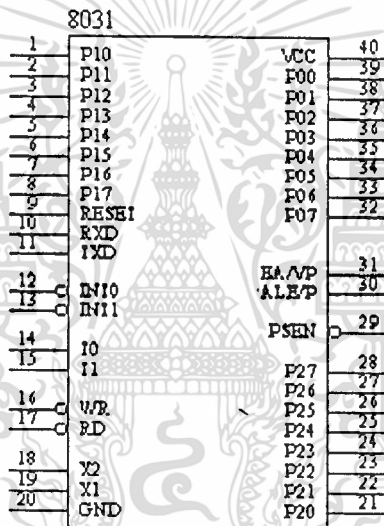 8031
1 P10 VCC 40
2 P11 P00 39
3 P12 P01 38
4 P13 P02 37
5 P14 P03 36
6 P15 P04 35
7 P16 P05 34
8 P17 P06 33
9 RESET P07 32
10 RXD
11 TXD
EA/VP 31
12 INT0 ALE/P 30
13 INT1
PSEN 29
14 T0
15 T1 P27 28
P26 27
16 WR P25 26
17 RD P24 25
P23 24
18 X2 P22 23
19 X1 P21 22
20 GND P20 21